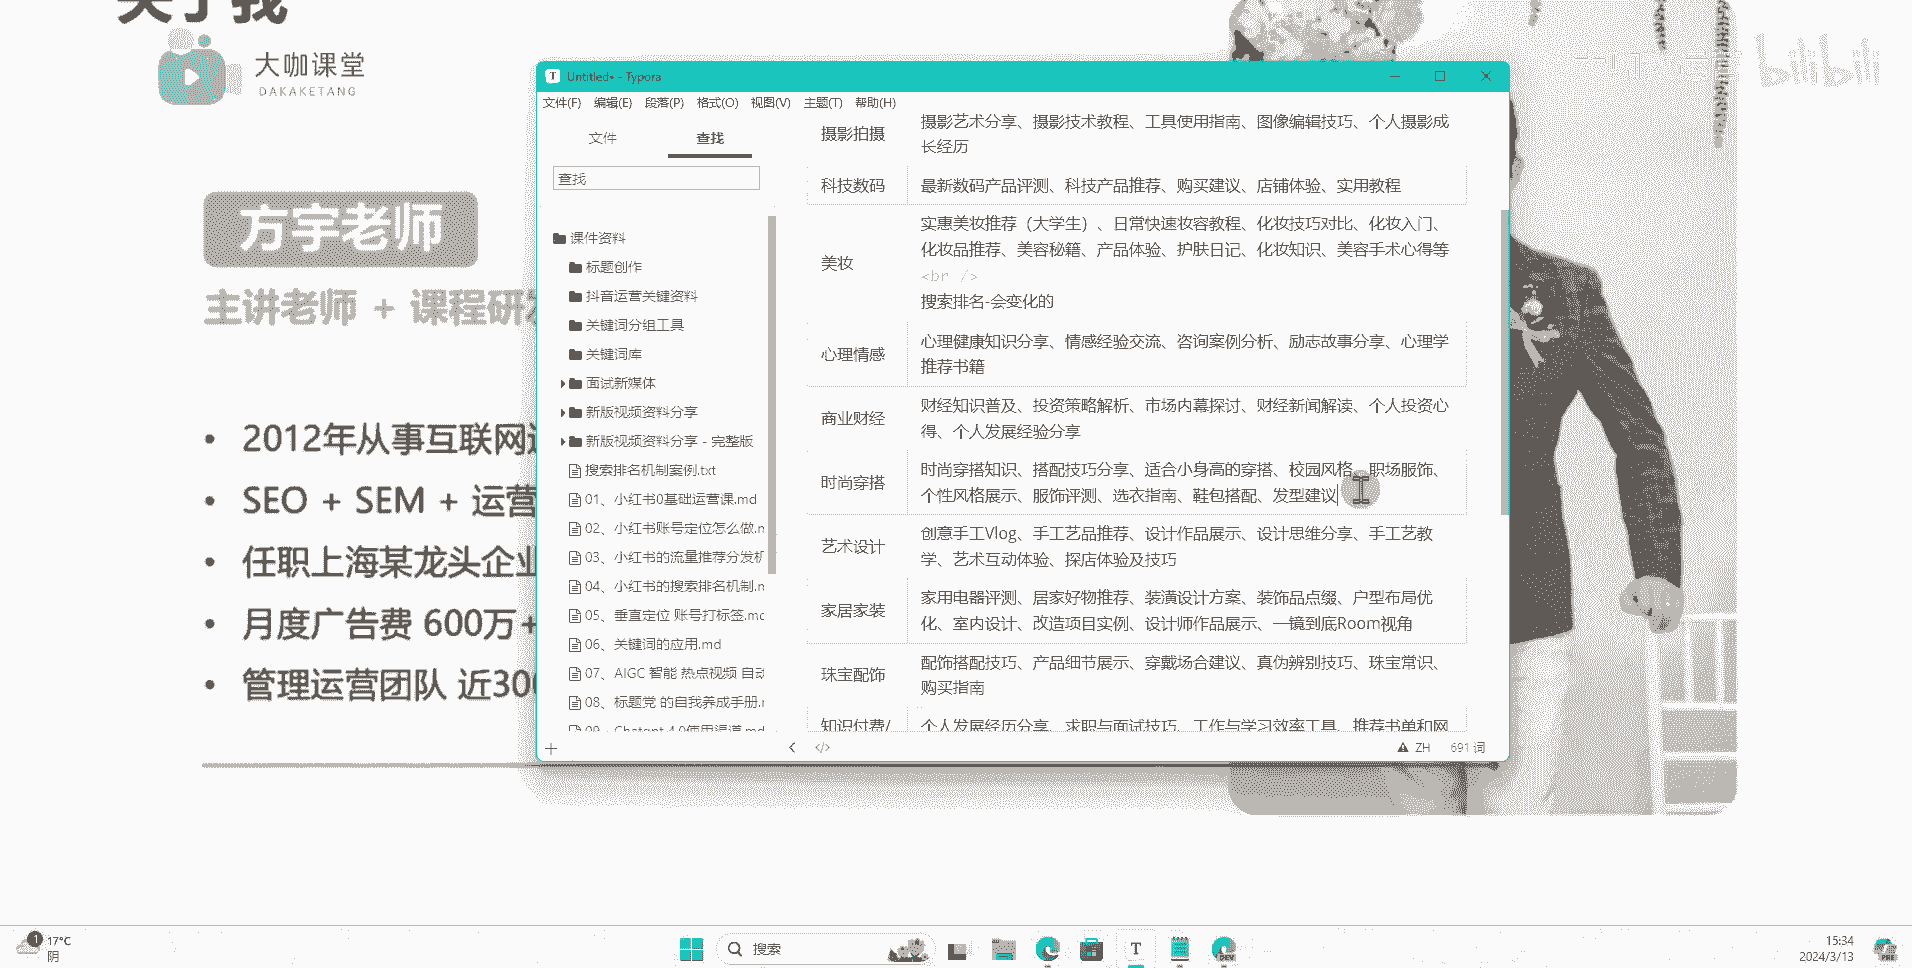 关于我
大咖课堂
DAKAKETANG
bilibili
方宇老师
主讲老师 + 课程研
2012年从事互联网
SEO + SEM + 运营
任职上海某龙头企业
月度广告费 600万+
管理运营团队 近300
Untitled• - Typora
文件(F) 编辑(E) 段落(P) 格式(O) 视图(V) 主题(T) 帮助(H)
文件 查找
查找
课件资料
标题创作
抖音运营关键资料
关键词分组工具
关键词库
面试新媒体
新版视频资料分享
新版视频资料分享 - 完整版
搜索排名机制案例.txt
01、小红书0基础运营课.md
02、小红书账号定位怎么做.m
03、小红书的流量推荐分发机
04、小红书的搜索排名机制.m
05、垂直定位 账号打标签.mc
06、关键词的应用.md
07、AIGC 智能 热点视频 自动
08、标题党 的自我养成手册.r
09、Chatgpt 4.0使用渠道.md
摄影拍摄
摄影艺术分享、摄影技术教程、工具使用指南、图像编辑技巧、个人摄影成
长经历
科技数码
最新数码产品评测、科技产品推荐、购买建议、店铺体验、实用教程
美妆
实惠美妆推荐（大学生）、日常快速妆容教程、化妆技巧对比、化妆入门、
化妆品推荐、美容秘籍、产品体验、护肤日记、化妆知识、美容手术心得等
<br />
搜索排名-会变化的
心理情感
心理健康知识分享、情感经验交流、咨询案例分析、励志故事分享、心理学
推荐书籍
商业财经
财经知识普及、投资策略解析、市场内幕探讨、财经新闻解读、个人投资心
得、个人发展经验分享
时尚穿搭
时尚穿搭知识、搭配技巧分享、适合小身高的穿搭、校园风格、职场服饰、
个性风格展示、服饰评测、选衣指南、鞋包搭配、发型建议
艺术设计
创意手工Vlog、手工艺品推荐、设计作品展示、设计思维分享、手工艺教
学、艺术互动体验、探店体验及技巧
家居家装
家用电器评测、居家好物推荐、装潢设计方案、装饰品点缀、户型布局优
化、室内设计、改造项目实例、设计师作品展示、一镜到底Room视角
珠宝配饰
配饰搭配技巧、产品细节展示、穿戴场合建议、真伪辨别技巧、珠宝常识、
购买指南
知识付费/
个人发展经历分享、求职与面试技巧、工作与学习效率工具、推荐书单和网
</> ZH 691 词
1
17°C
阴
搜索
T
DEV
15:34
2024/3/13
PRE